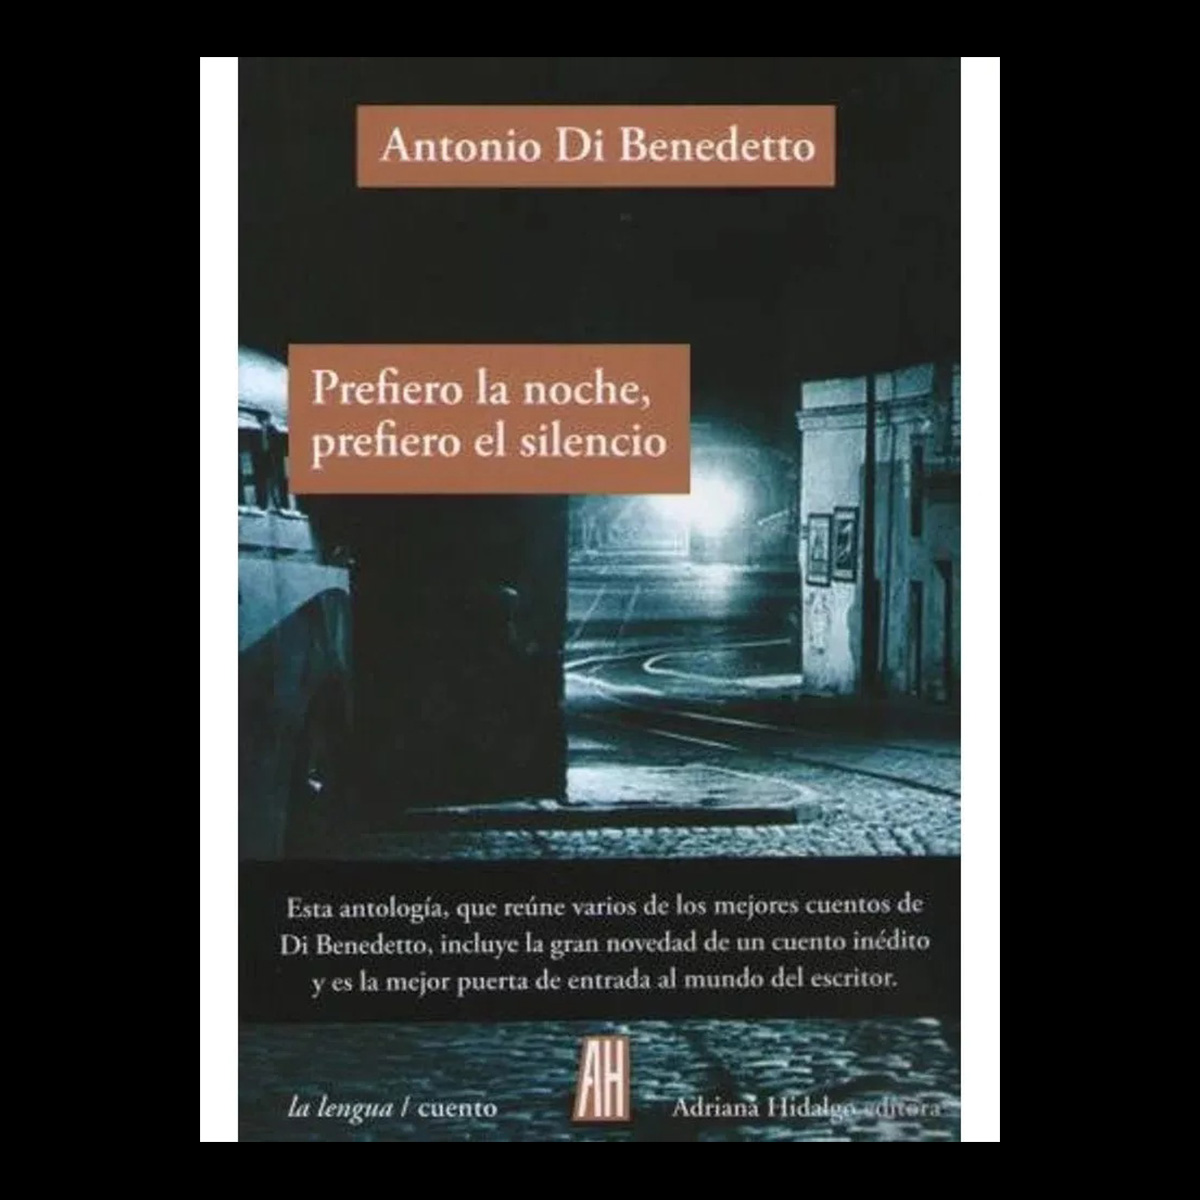 Antonio Di Benedetto
Prefiero la noche,
prefiero el silencio
Esta antología, que reúne varios de los mejores cuentos de
Di Benedetto, incluye la gran novedad de un cuento inédito
y es la mejor puerta de entrada al mundo del escritor.
AH
la lengua / cuento
Adriana Hidalgo editora